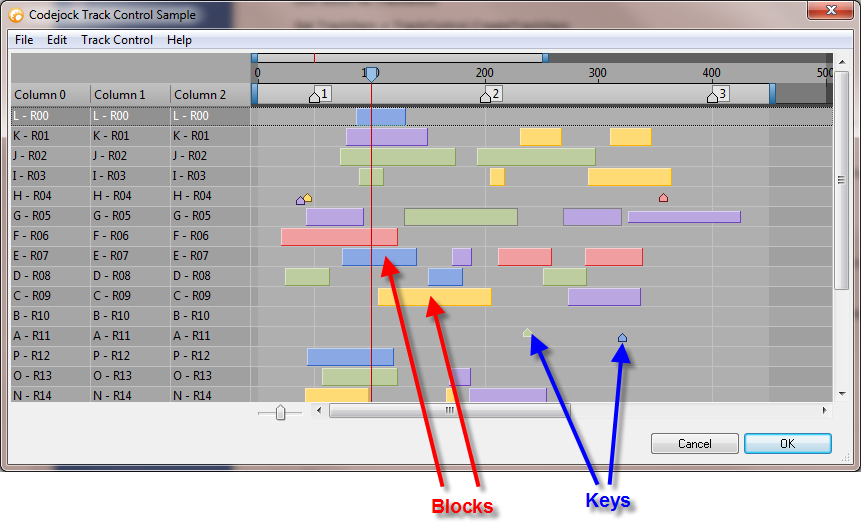 Codejock Track Control Sample
File Edit Track Control Help
0 100 200 300 400 500
Column 0 Column 1 Column 2 1 2 3
L - R00 L - R00 L - R00
K - R01 K - R01 K - R01
J - R02 J - R02 J - R02
I - R03 I - R03 I - R03
H - R04 H - R04 H - R04
G - R05 G - R05 G - R05
F - R06 F - R06 F - R06
E - R07 E - R07 E - R07
D - R08 D - R08 D - R08
C - R09 C - R09 C - R09
B - R10 B - R10 B - R10
A - R11 A - R11 A - R11
P - R12 P - R12 P - R12
O - R13 O - R13 O - R13
N - R14 N - R14 N - R14
Cancel OK
Blocks Keys